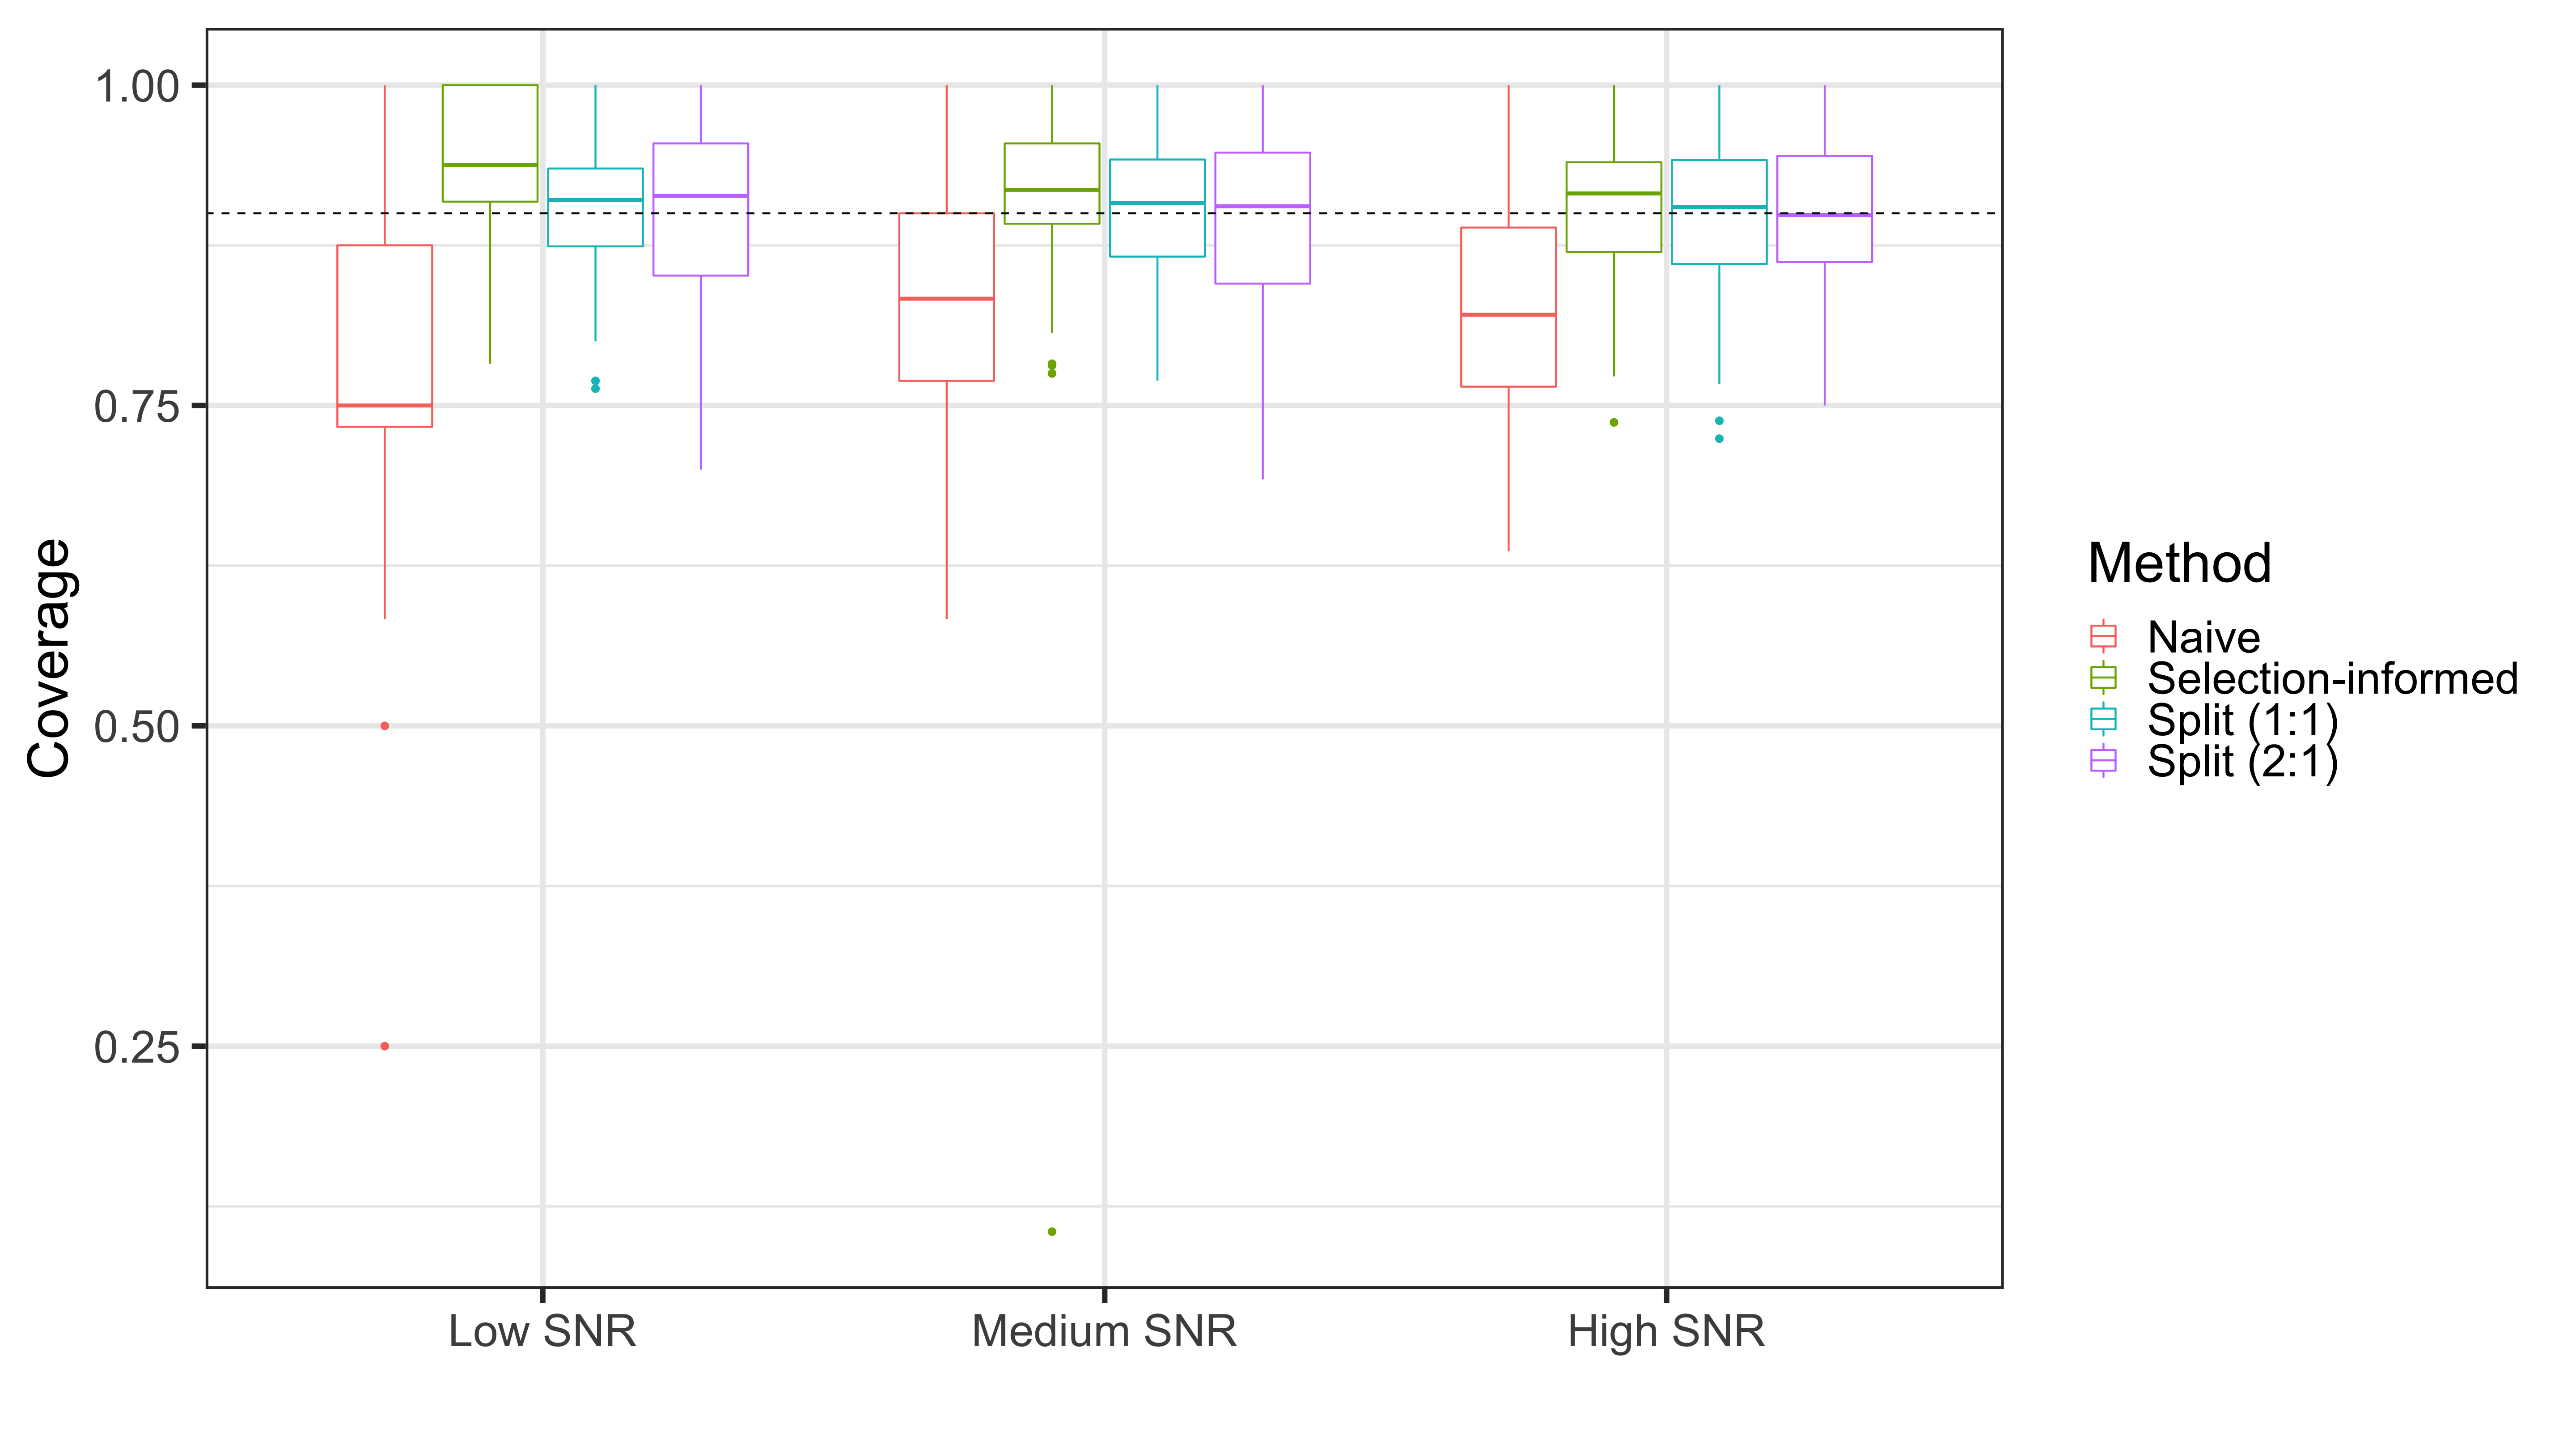 1.00
0.75
0.50
0.25
Coverage
Low SNR
Medium SNR
High SNR
Method
Naive
Selection-informed
Split (1:1)
Split (2:1)